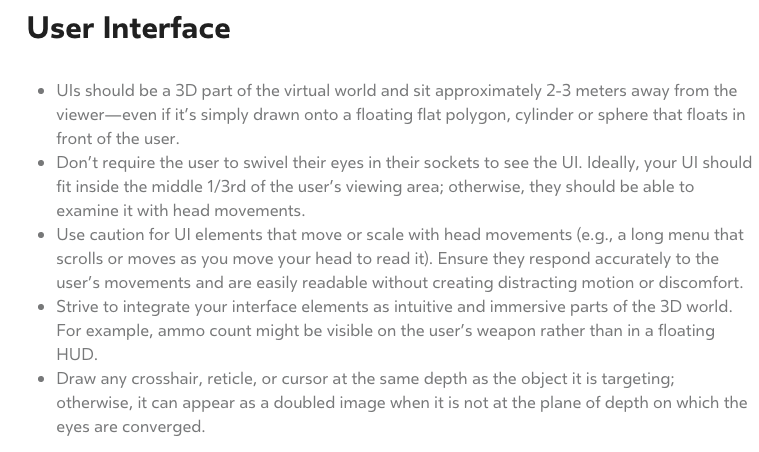 User Interface
• UIs should be a 3D part of the virtual world and sit approximately 2-3 meters away from the
viewer—even if it's simply drawn onto a floating flat polygon, cylinder or sphere that floats in
front of the user.
• Don't require the user to swivel their eyes in their sockets to see the UI. Ideally, your UI should
fit inside the middle 1/3rd of the user's viewing area; otherwise, they should be able to
examine it with head movements.
• Use caution for UI elements that move or scale with head movements (e.g., a long menu that
scrolls or moves as you move your head to read it). Ensure they respond accurately to the
user's movements and are easily readable without creating distracting motion or discomfort.
• Strive to integrate your interface elements as intuitive and immersive parts of the 3D world.
For example, ammo count might be visible on the user's weapon rather than in a floating
HUD.
• Draw any crosshair, reticle, or cursor at the same depth as the object it is targeting;
otherwise, it can appear as a doubled image when it is not at the plane of depth on which the
eyes are converged.